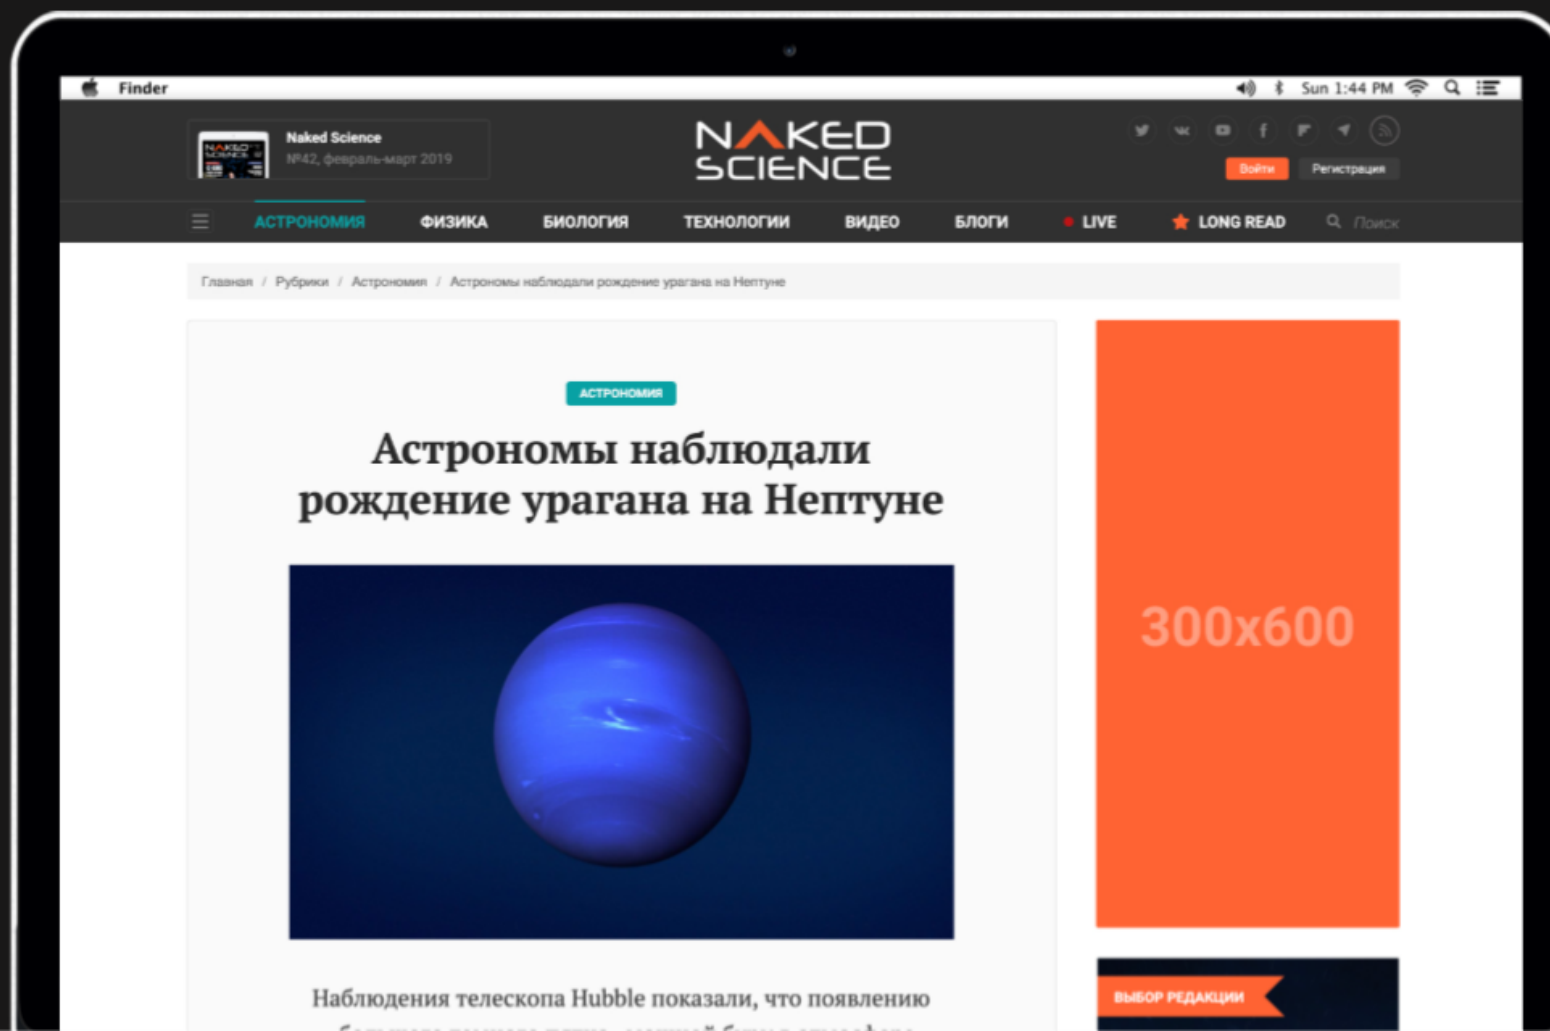 Finder
Sun 1:44 PM
Naked Science
№42, февраль-март 2019
NAKED
SCIENCE
NAKED
SCIENCE
Войти
Регистрация
АСТРОНОМИЯ
ФИЗИКА
БИОЛОГИЯ
ТЕХНОЛОГИИ
ВИДЕО
БЛОГИ
LIVE
LONG READ
Поиск
Главная / Рубрики / Астрономия / Астрономы наблюдали рождение урагана на Нептуне
АСТРОНОМИЯ
Астрономы наблюдали
рождение урагана на Нептуне
300x600
Наблюдения телескопа Hubble показали, что появлению
ВЫБОР РЕДАКЦИИ